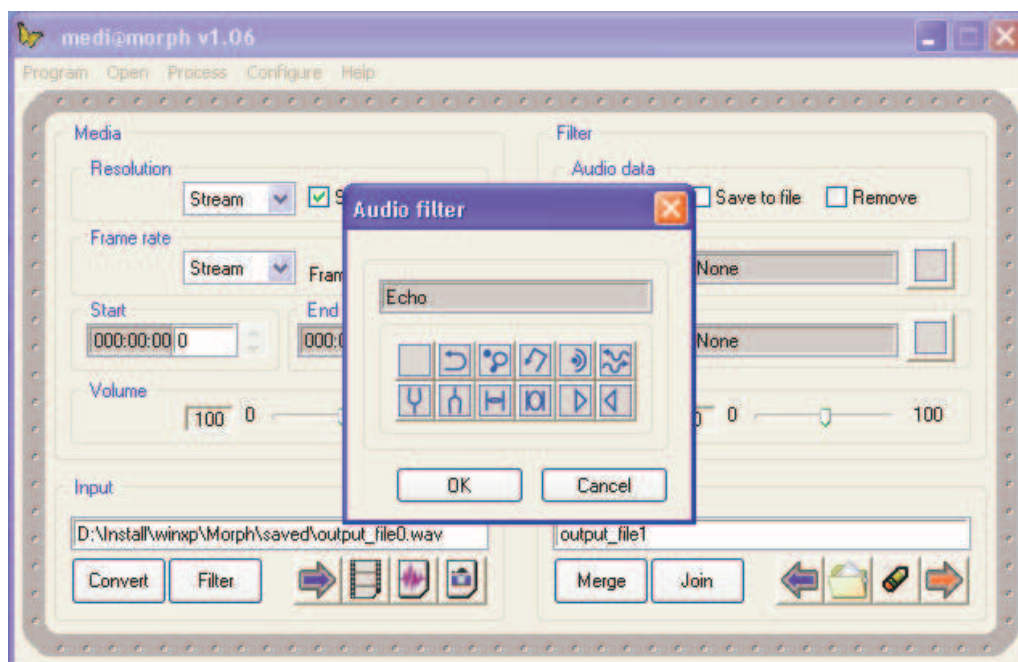 medi@morph v1.06
Program Open Process Configure Help
Media
Filter
Resolution
Audio data
Stream
Save to file
Remove
Audio filter
Frame rate
Stream
None
Echo
Start
End
000:00:00 0
None
Volume
100 0
0 100
OK Cancel
Input
D:\Install\winxp\Morph\saved\output_file0.wav
output_file1
Convert Filter
Merge Join